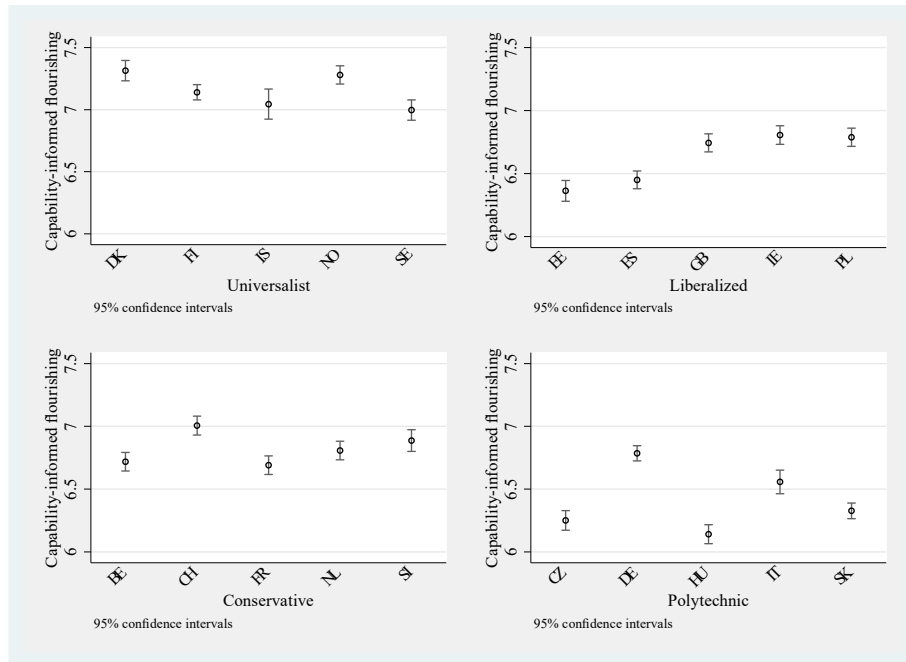 Capability-informed flourishing
7.5
7
6.5
6
DK FI IS NO SE
Universalist
95% confidence intervals
Capability-informed flourishing
7.5
7
6.5
6
EE ES GB IE PL
Liberalized
95% confidence intervals
Capability-informed flourishing
7.5
7
6.5
6
BE CH FR NL SI
Conservative
95% confidence intervals
Capability-informed flourishing
7.5
7
6.5
6
CZ DE HU IT SK
Polytechnic
95% confidence intervals